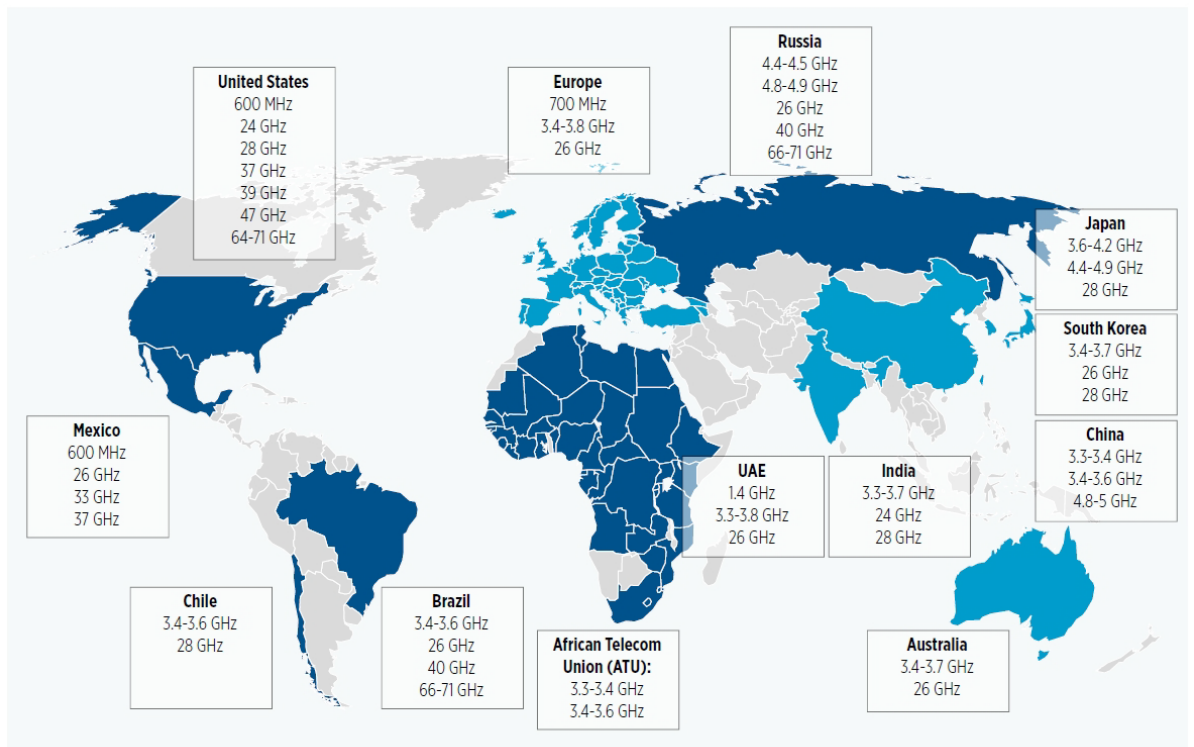 United States
600 MHz
24 GHz
28 GHz
37 GHz
39 GHz
47 GHz
64-71 GHz
Europe
700 MHz
3.4-3.8 GHz
26 GHz
Russia
4.4-4.5 GHz
4.8-4.9 GHz
26 GHz
40 GHz
66-71 GHz
Japan
3.6-4.2 GHz
4.4-4.9 GHz
28 GHz
South Korea
3.4-3.7 GHz
26 GHz
28 GHz
Mexico
600 MHz
26 GHz
33 GHz
37 GHz
UAE
1.4 GHz
3.3-3.8 GHz
26 GHz
India
3.3-3.7 GHz
24 GHz
28 GHz
China
3.3-3.4 GHz
3.4-3.6 GHz
4.8-5 GHz
Chile
3.4-3.6 GHz
28 GHz
Brazil
3.4-3.6 GHz
26 GHz
40 GHz
66-71 GHz
African Telecom
Union (ATU):
3.3-3.4 GHz
3.4-3.6 GHz
Australia
3.4-3.7 GHz
26 GHz